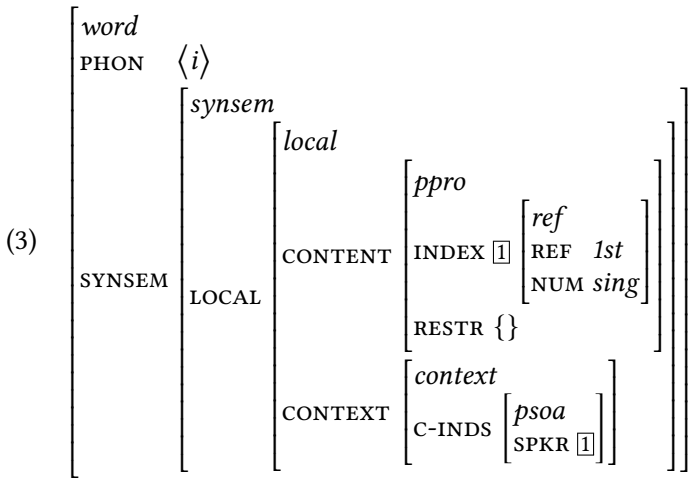 word
PHON ⟨i⟩
synsem
local
ppro
ref
(3) SYNSEM LOCAL CONTENT INDEX [1] REF 1st
NUM sing
RESTR {}
context
CONTEXT C-INDS psoa
SPKR [1]